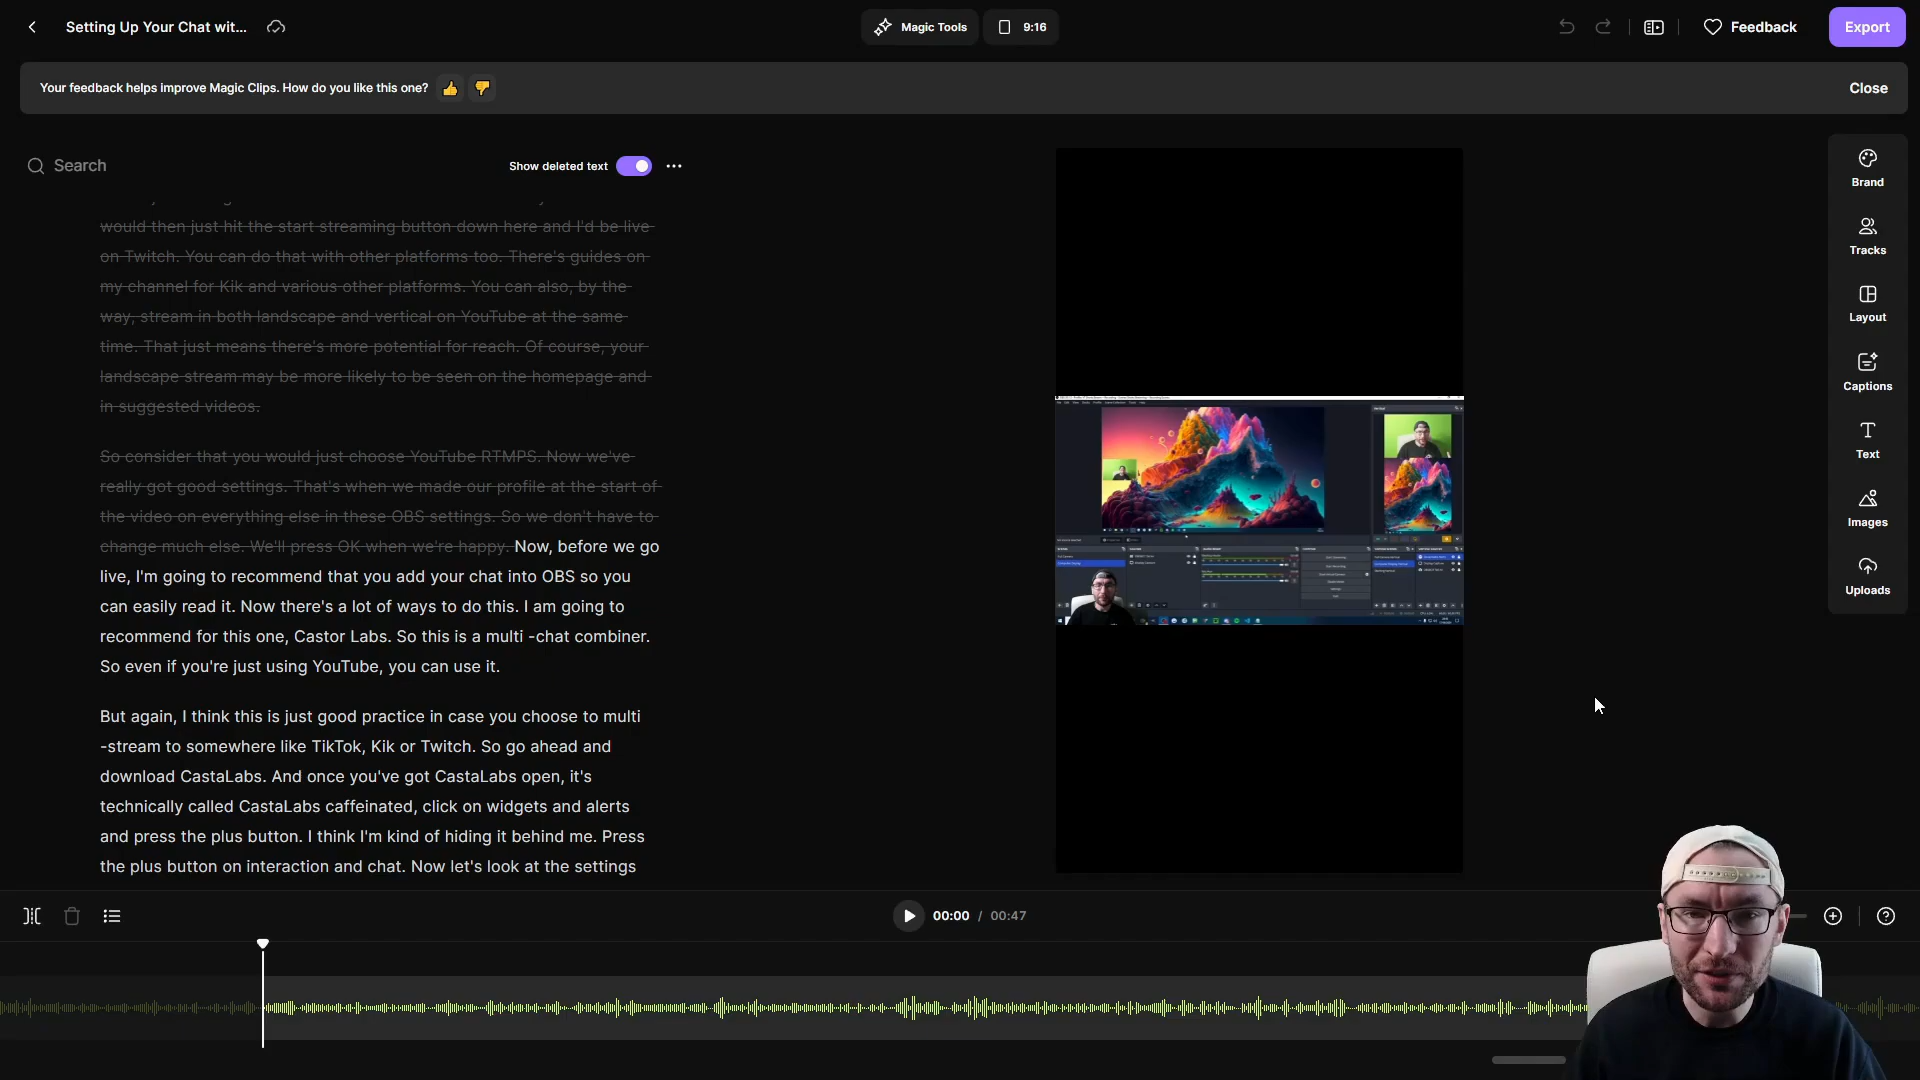 Setting Up Your Chat wit...
Magic Tools
9:16
Feedback
Export
Your feedback helps improve Magic Clips. How do you like this one?
Close
Search
Show deleted text
would then just hit the start streaming button down here and I'd be live
on Twitch. You can do that with other platforms too. There's guides on
my channel for Kik and various other platforms. You can also, by the
way, stream in both landscape and vertical on YouTube at the same
time. That just means there's more potential for reach. Of course, your
landscape stream may be more likely to be seen on the homepage and
in suggested videos.
So consider that you would just choose YouTube RTMPS. Now we've
really got good settings. That's when we made our profile at the start of
the video on everything else in these OBS settings. So we don't have to
change much else. We'll press OK when we're happy. Now, before we go
live, I'm going to recommend that you add your chat into OBS so you
can easily read it. Now there's a lot of ways to do this. I am going to
recommend for this one, Castor Labs. So this is a multi -chat combiner.
So even if you're just using YouTube, you can use it.
But again, I think this is just good practice in case you choose to multi
-stream to somewhere like TikTok, Kik or Twitch. So go ahead and
download CastaLabs. And once you've got CastaLabs open, it's
technically called CastaLabs caffeinated, click on widgets and alerts
and press the plus button. I think I'm kind of hiding it behind me. Press
the plus button on interaction and chat. Now let's look at the settings
Brand
Tracks
Layout
Captions
Text
Images
Uploads
00:00 / 00:47